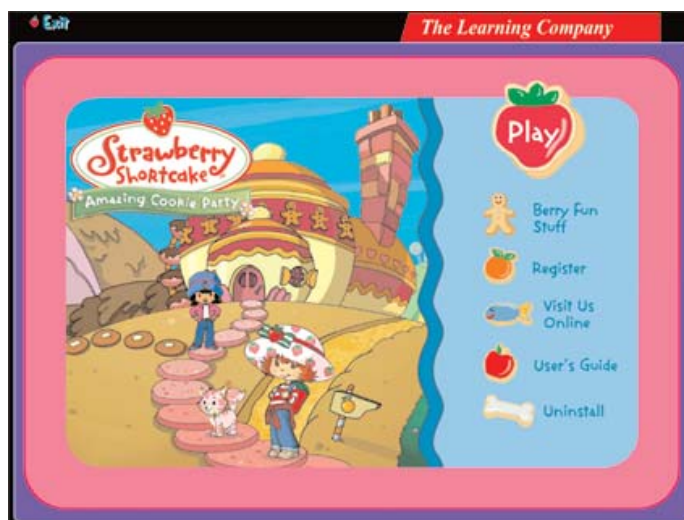 Exit
The Learning Company
Strawberry
Shortcake
Amazing Cookie Party
Play
Berry Fun
Stuff
Register
Visit Us
Online
User's Guide
Uninstall